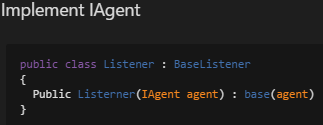 Implement IAgent
public class Listener : BaseListener
{
Public Listerner(IAgent agent) : base(agent)
}